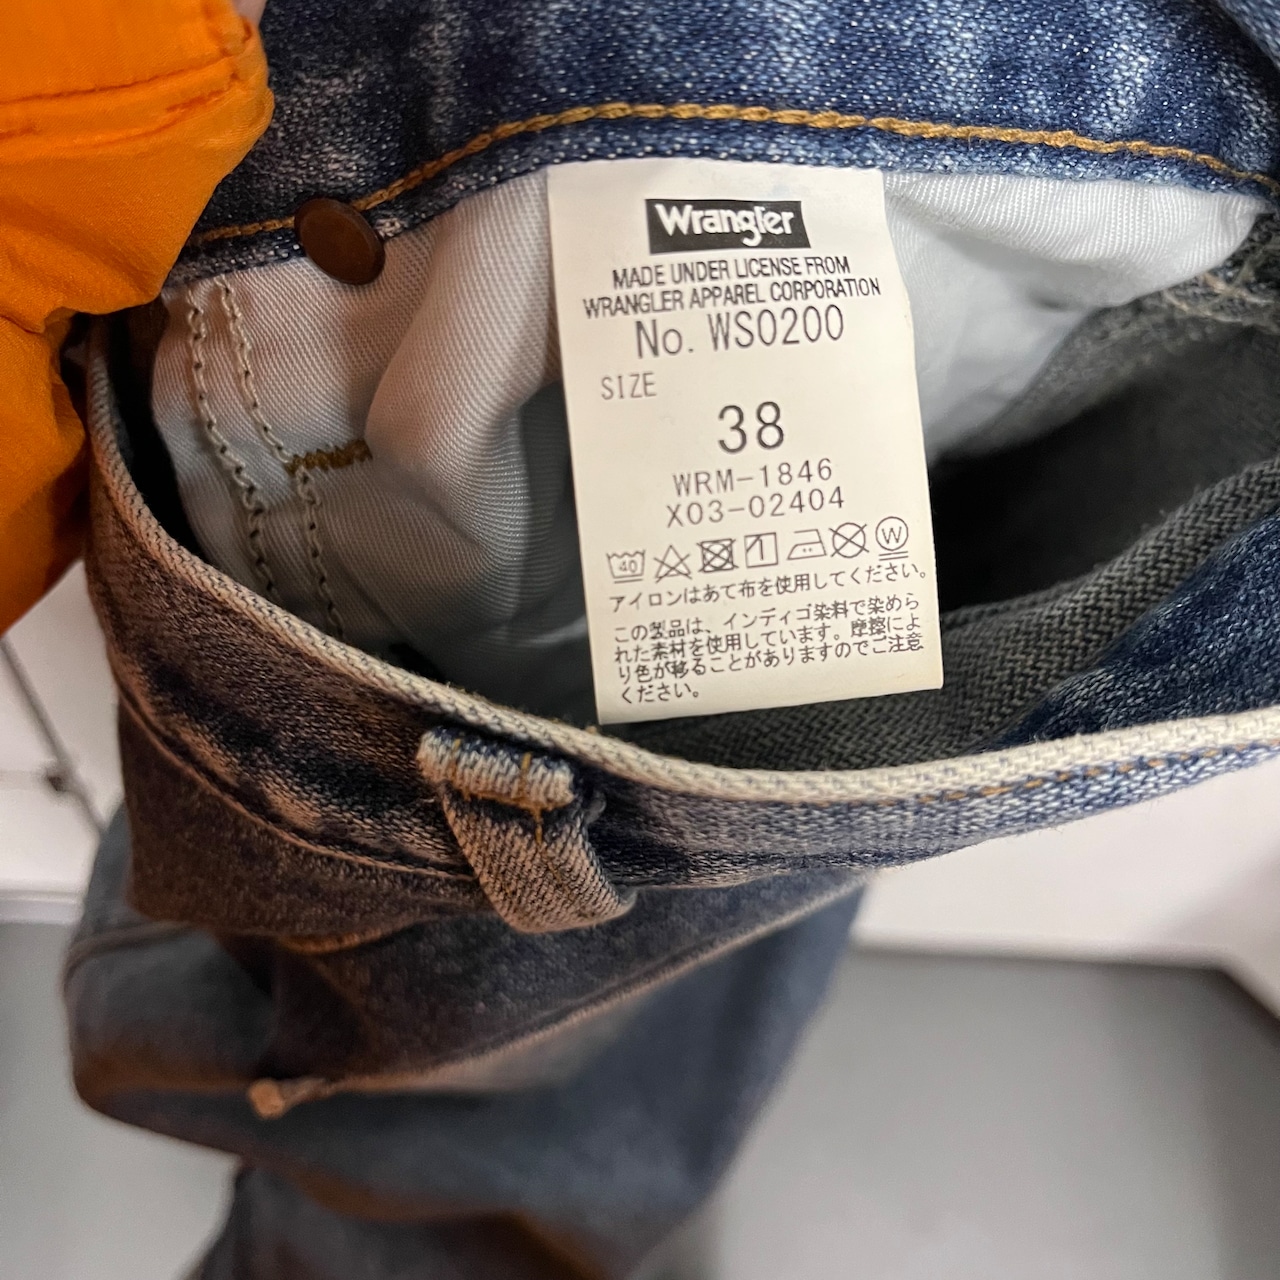 Wrangler
MADE UNDER LICENSE FROM
WRANGLER APPAREL CORPORATION
No. WS0200
SIZE
38
WRM-1846
X03-02404
40 W
アイロンはあて布を使用してください。
この製品は、インディゴ染料で染めら
れた素材を使用しています。摩擦によ
り色が移ることがありますのでご注意
ください。